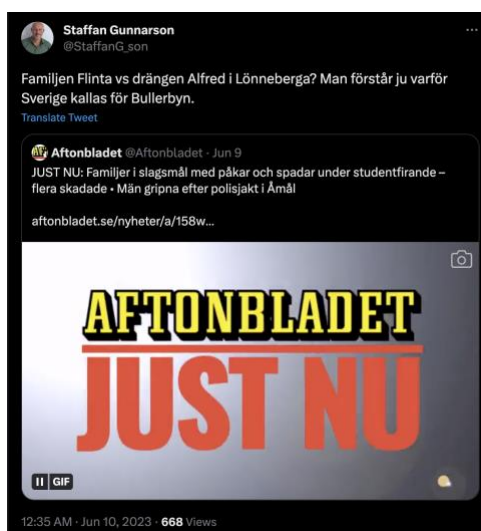 Staffan Gunnarson
@StaffanG_son
Familjen Flinta vs drängen Alfred i Lönneberga? Man förstår ju varför
Sverige kallas för Bullerbyn.
Translate Tweet
Aftonbladet @Aftonbladet · Jun 9
JUST NU: Familjer i slagsmål med påkar och spadar under studentfirande –
flera skadade • Män gripna efter polisjakt i Åmål
aftonbladet.se/nyheter/a/158w...
AFTONBLADET
JUST NU
GIF
12:35 AM · Jun 10, 2023 · 668 Views